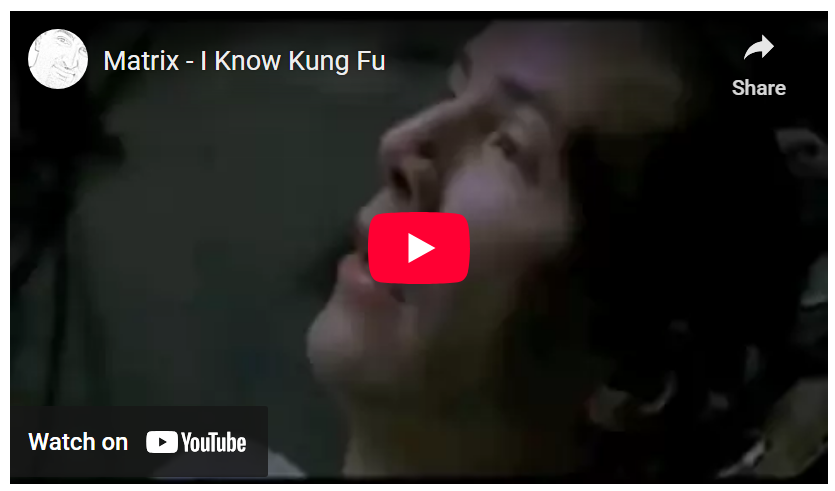 Matrix - I Know Kung Fu
Share
Watch on YouTube